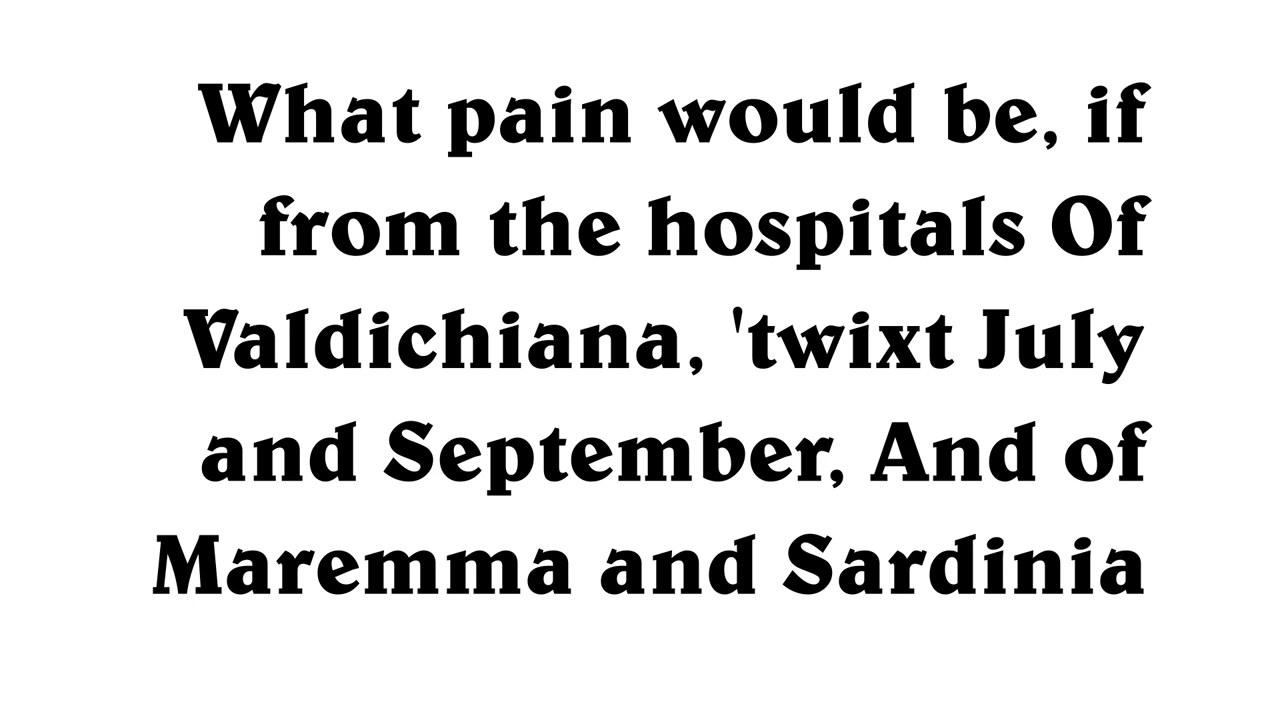 What pain would be, if
from the hospitals Of
Valdichiana, 'twixt July
and September, And of
Maremma and Sardinia